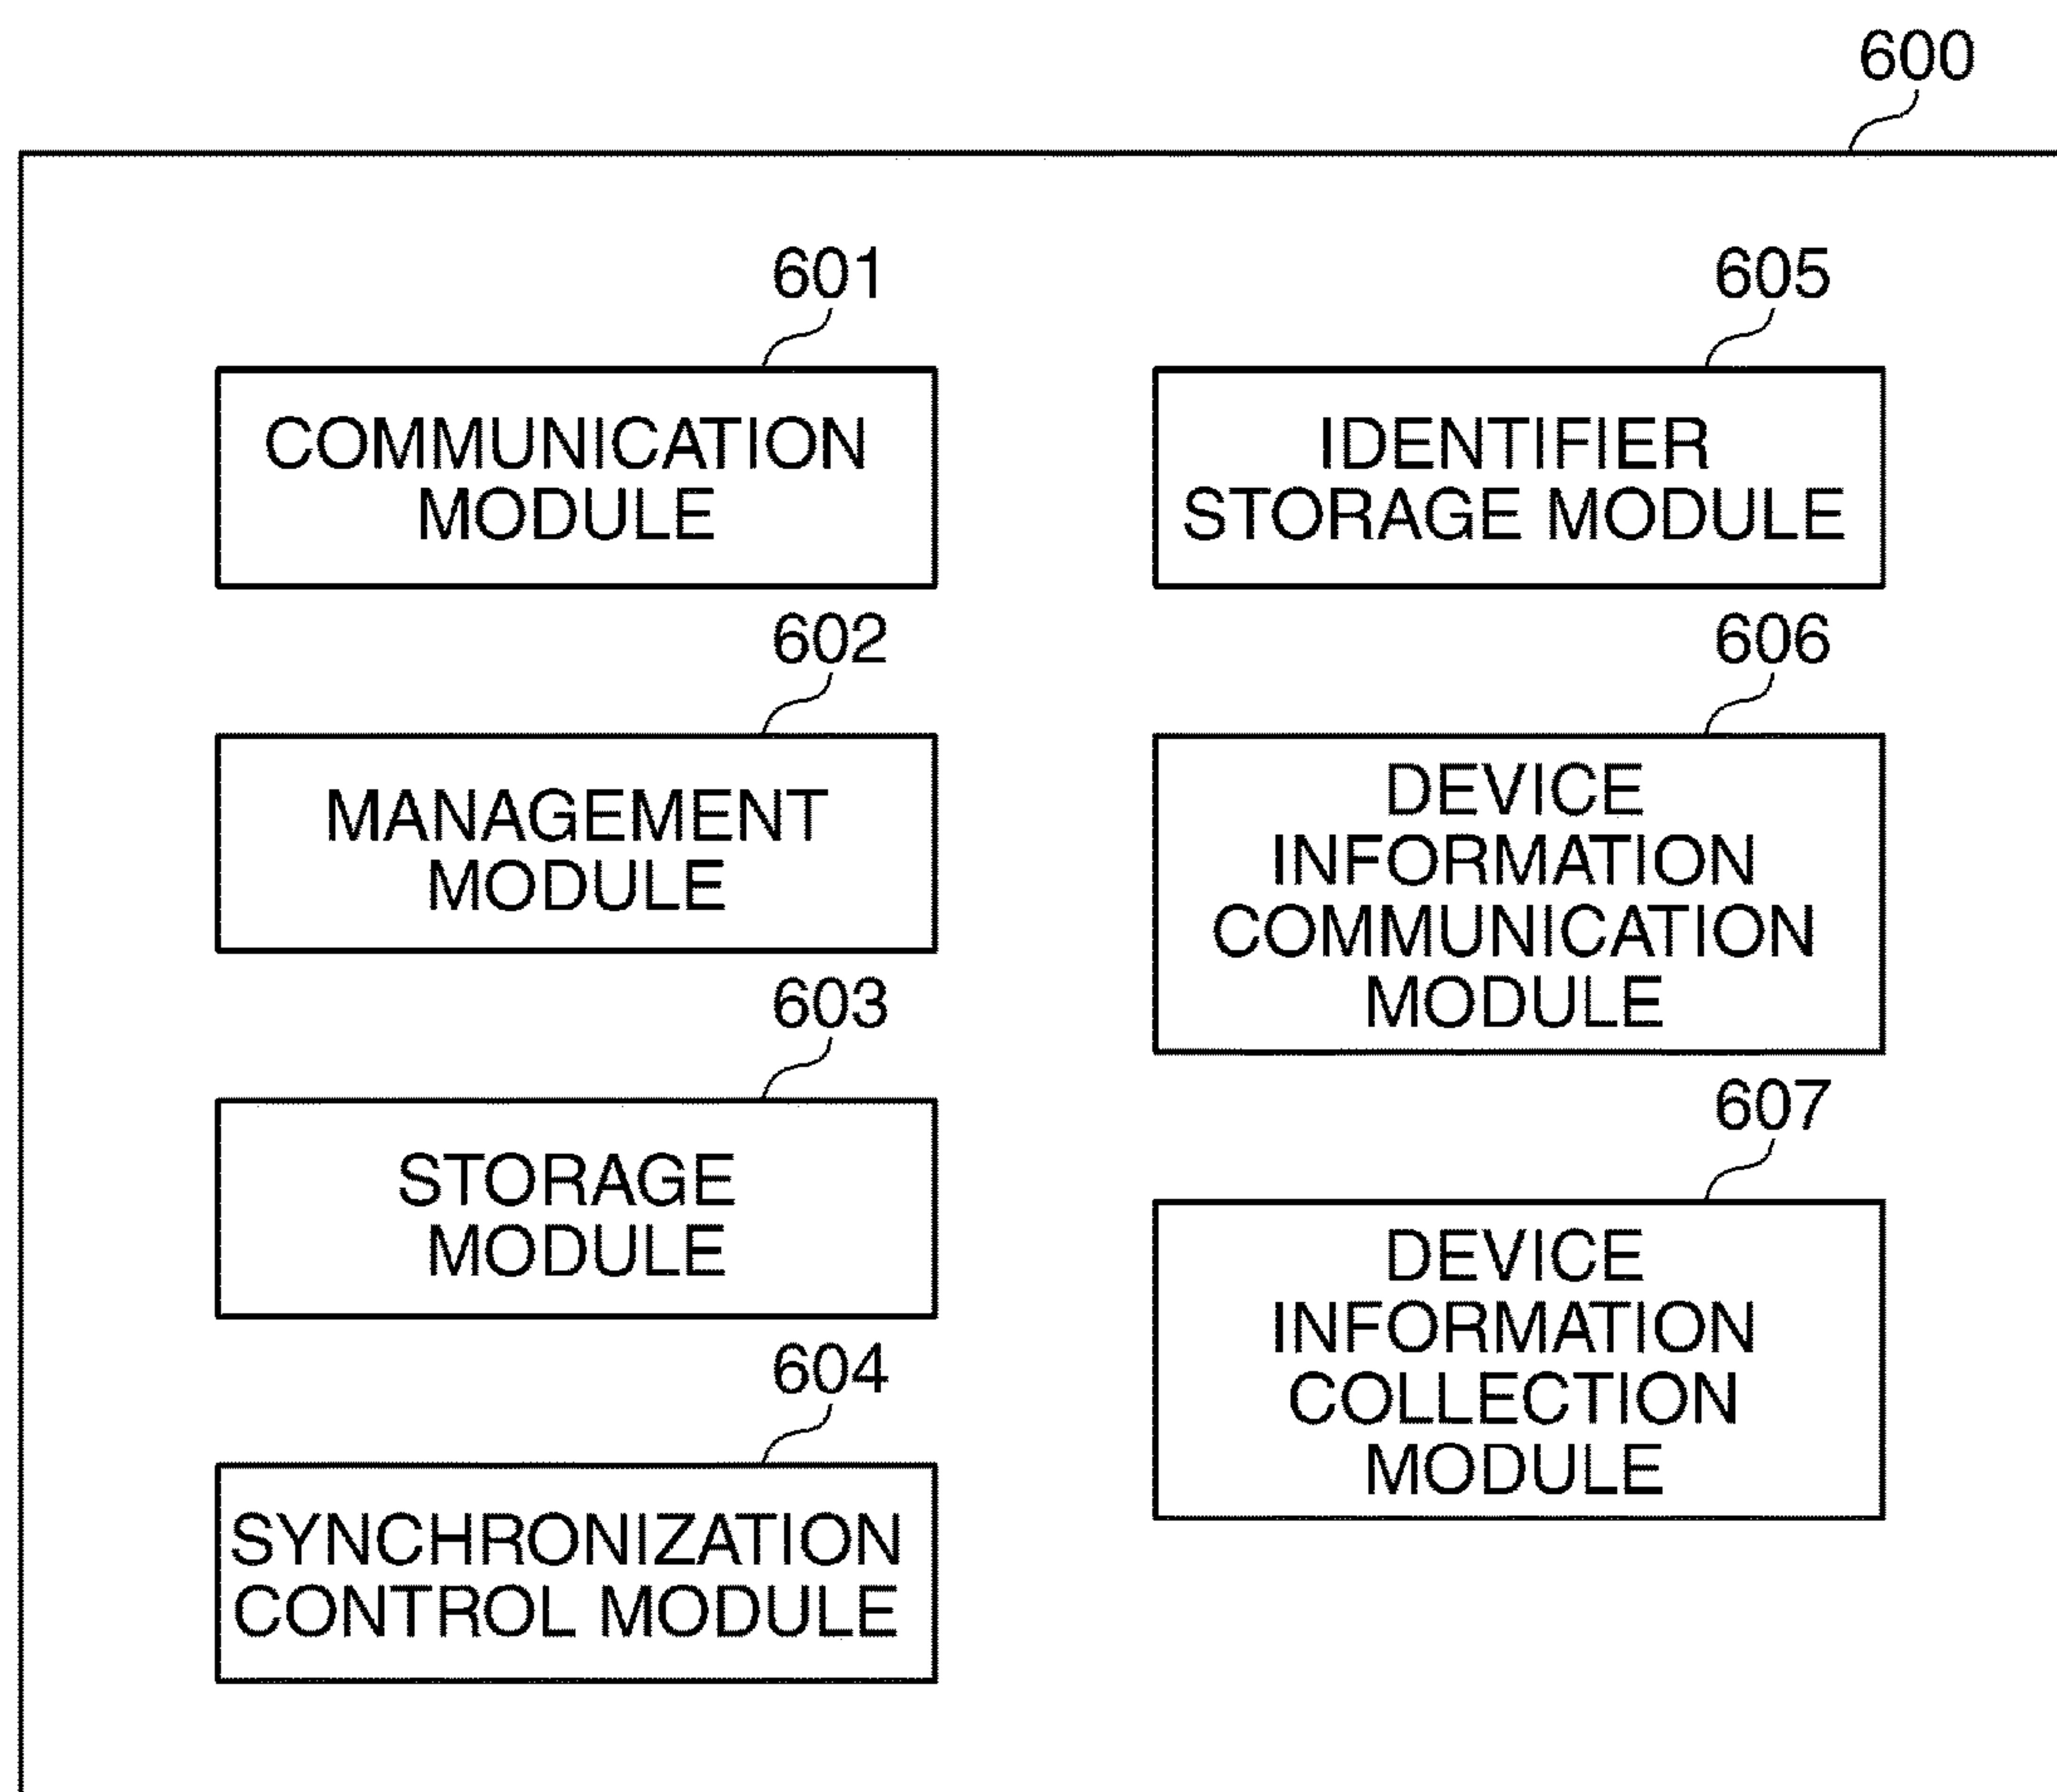 600
601
COMMUNICATION
MODULE
602
MANAGEMENT
MODULE
603
STORAGE
MODULE
604
SYNCHRONIZATION
CONTROL MODULE
605
IDENTIFIER
STORAGE MODULE
606
DEVICE
INFORMATION
COMMUNICATION
MODULE
607
DEVICE
INFORMATION
COLLECTION
MODULE